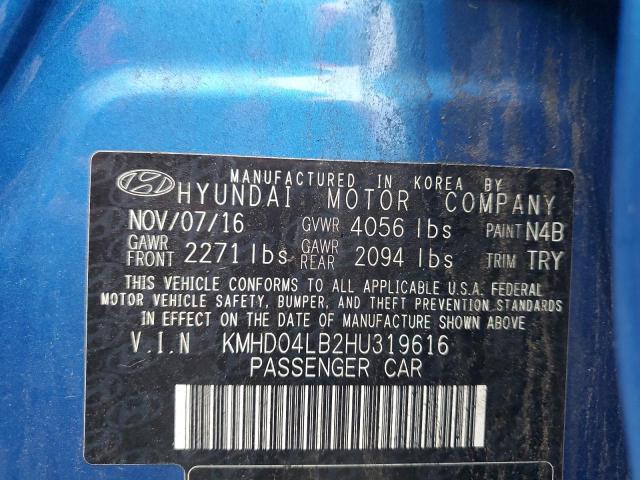 MANUFACTURED IN KOREA BY
HYUNDAI MOTOR COMPANY
NOV/07/16 GVWR 4056 lbs PAINT N4B
GAWR FRONT 2271 lbs GAWR REAR 2094 lbs TRIM TRY
THIS VEHICLE CONFORMS TO ALL APPLICABLE U.S.A. FEDERAL
MOTOR VEHICLE SAFETY, BUMPER, AND THEFT PREVENTION STANDARDS
IN EFFECT ON THE DATE OF MANUFACTURE SHOWN ABOVE
V.I.N KMHD04LB2HU319616
PASSENGER CAR